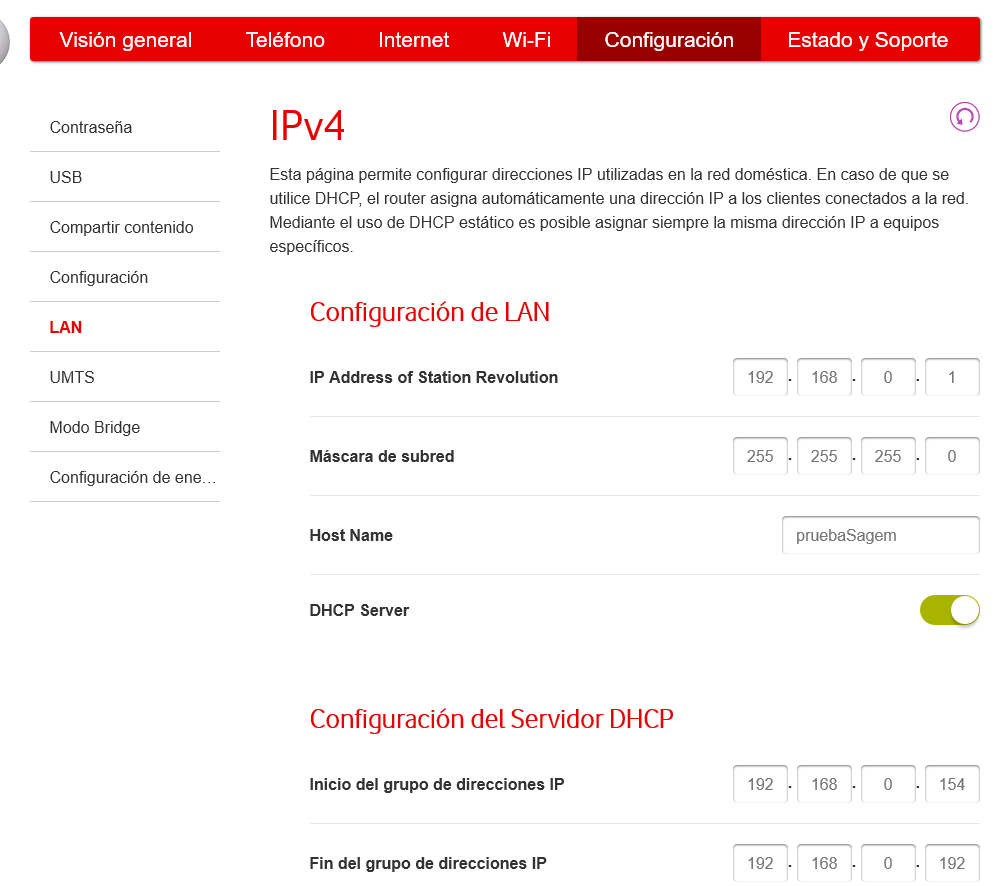 Visión general Teléfono Internet Wi-Fi Configuración Estado y Soporte
Contraseña
USB
Compartir contenido
Configuración
LAN
UMTS
Modo Bridge
Configuración de ene…
IPv4
Esta página permite configurar direcciones IP utilizadas en la red doméstica. En caso de que se
utilice DHCP, el router asigna automáticamente una dirección IP a los clientes conectados a la red.
Mediante el uso de DHCP estático es posible asignar siempre la misma dirección IP a equipos
específicos.
Configuración de LAN
IP Address of Station Revolution 192 . 168 . 0 . 1
Máscara de subred 255 . 255 . 255 . 0
Host Name pruebaSagem
DHCP Server
Configuración del Servidor DHCP
Inicio del grupo de direcciones IP 192 . 168 . 0 . 154
Fin del grupo de direcciones IP 192 . 168 . 0 . 192